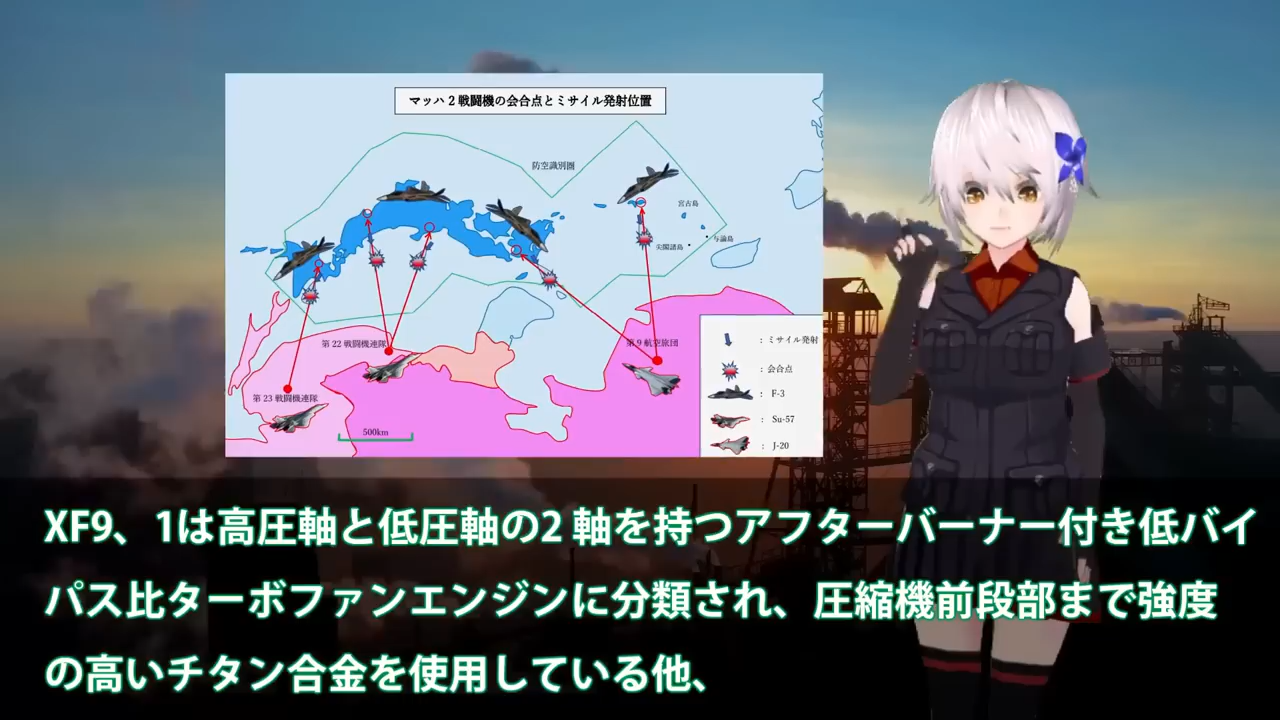 マッハ2戦闘機の会合点とミサイル発射位置
防空識別圏
宮古島
尖閣諸島
与論島
第22戦闘機連隊
第9航空旅団
第23戦闘機連隊
500km
：ミサイル発射
：会合点
： F-3
： Su-57
： J-20
XF9、1は高圧軸と低圧軸の2 軸を持つアフターバーナー付き低バイ
パス比ターボファンエンジンに分類され、圧縮機前段部まで強度
の高いチタン合金を使用している他、